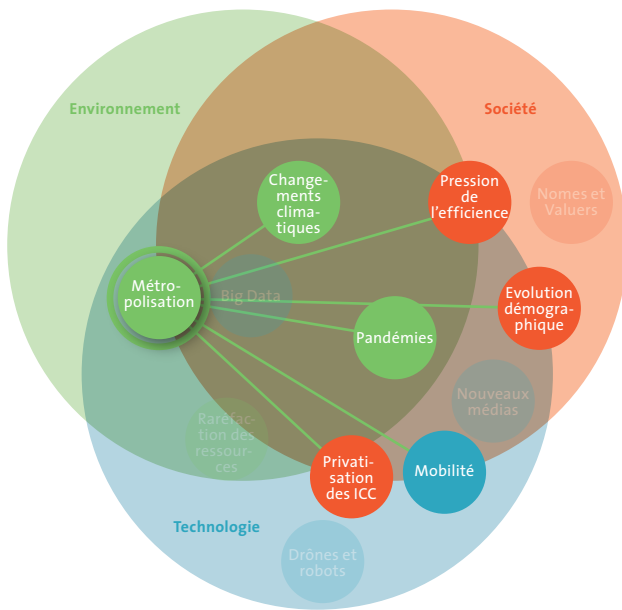 Environnement
Société
Change-
ments
clima-
tiques
Pression
de
l'efficience
Nomes et
Valuers
Métro-
polisation
Big Data
Evolution
démogra-
phique
Pandémies
Nouveaux
médias
Raréfac-
tion des
ressour-
ces
Privati-
sation
des ICC
Mobilité
Technologie
Drônes et
robots